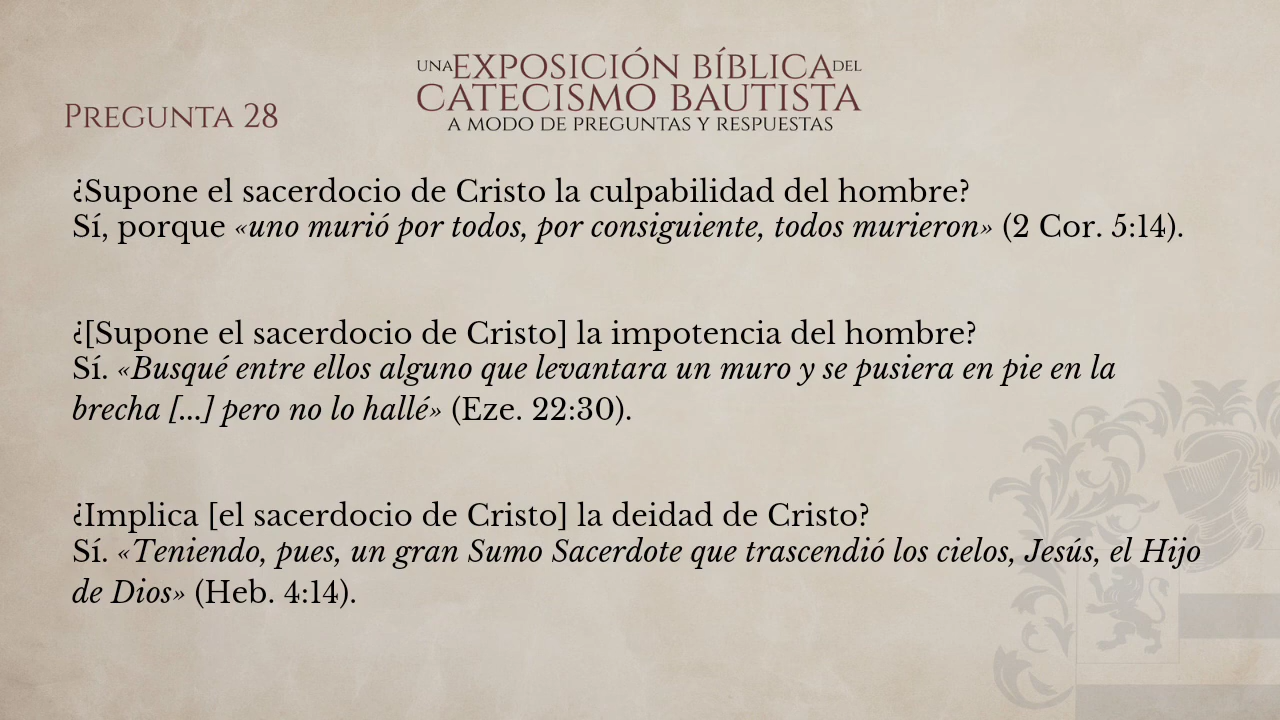 UNA EXPOSICIÓN BÍBLICA DEL
CATECISMO BAUTISTA
A MODO DE PREGUNTAS Y RESPUESTAS
PREGUNTA 28
¿Supone el sacerdocio de Cristo la culpabilidad del hombre?
Sí, porque «uno murió por todos, por consiguiente, todos murieron» (2 Cor. 5:14).
¿[Supone el sacerdocio de Cristo] la impotencia del hombre?
Sí. «Busqué entre ellos alguno que levantara un muro y se pusiera en pie en la
brecha [...] pero no lo hallé» (Eze. 22:30).
¿Implica [el sacerdocio de Cristo] la deidad de Cristo?
Sí. «Teniendo, pues, un gran Sumo Sacerdote que trascendió los cielos, Jesús, el Hijo
de Dios» (Heb. 4:14).